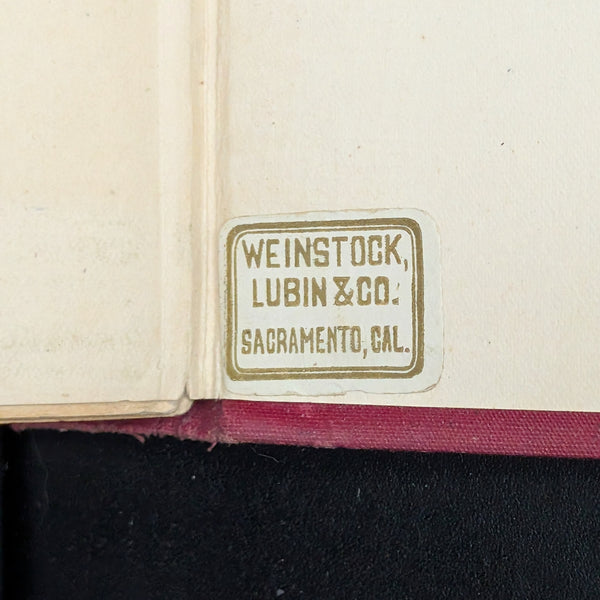 WEINSTOCK,
LUBIN & CO.
SACRAMENTO, CAL.